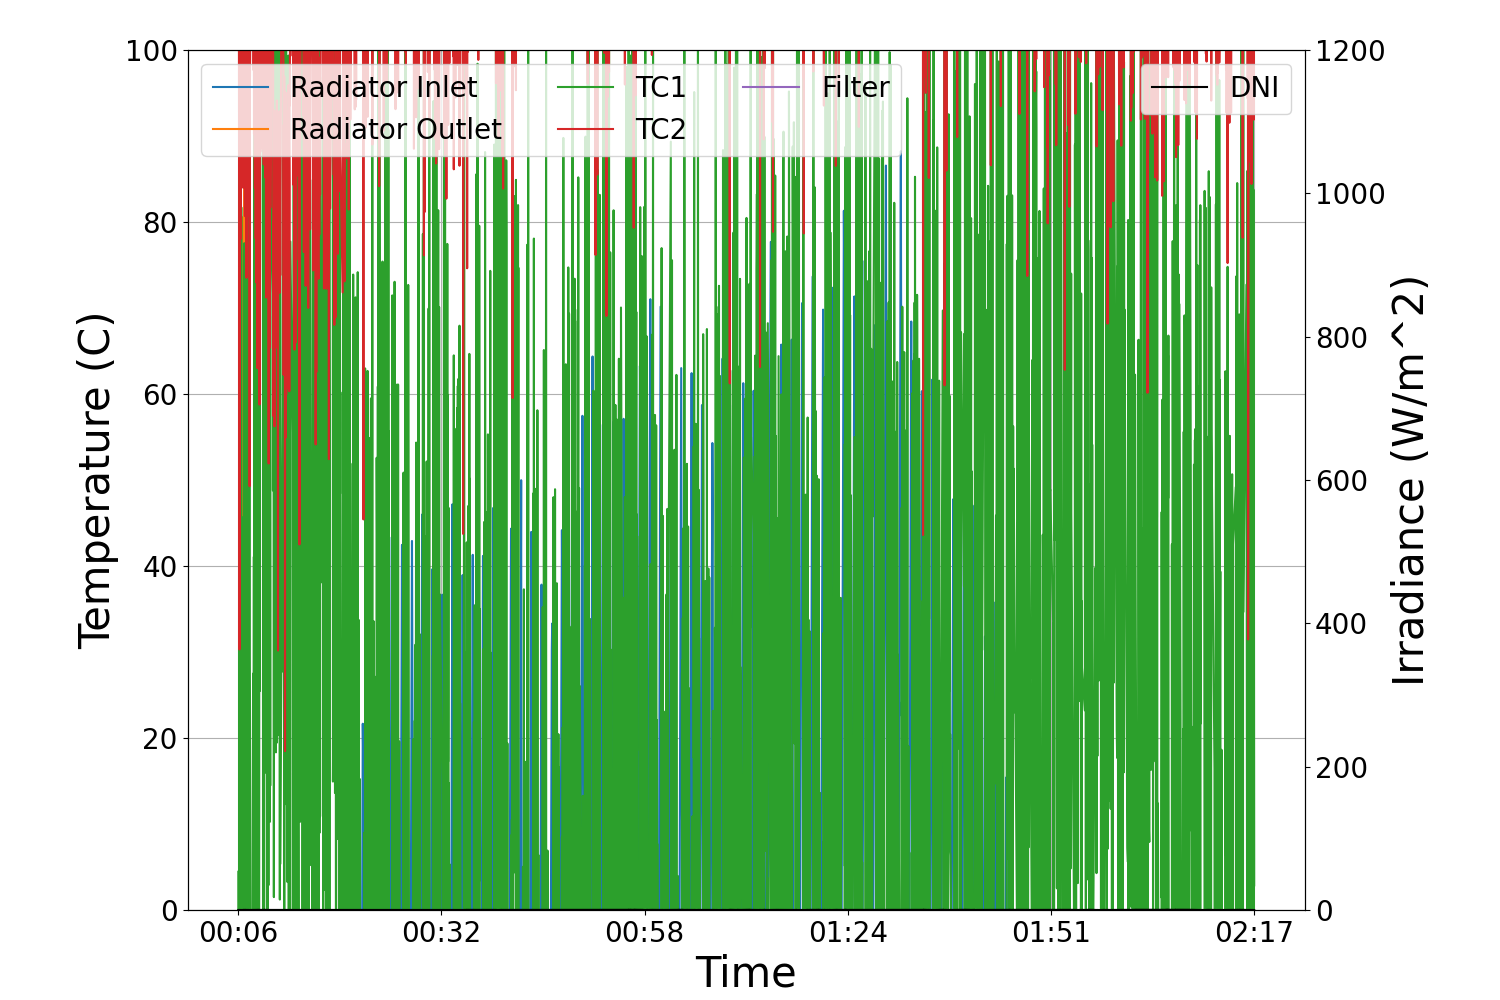 100
80
60
40
20
0
Temperature (C)
Radiator Inlet
Radiator Outlet
TC1
TC2
Filter
DNI
1200
1000
800
600
400
200
0
Irradiance (W/m^2)
00:06 00:32 00:58 01:24 01:51 02:17
Time